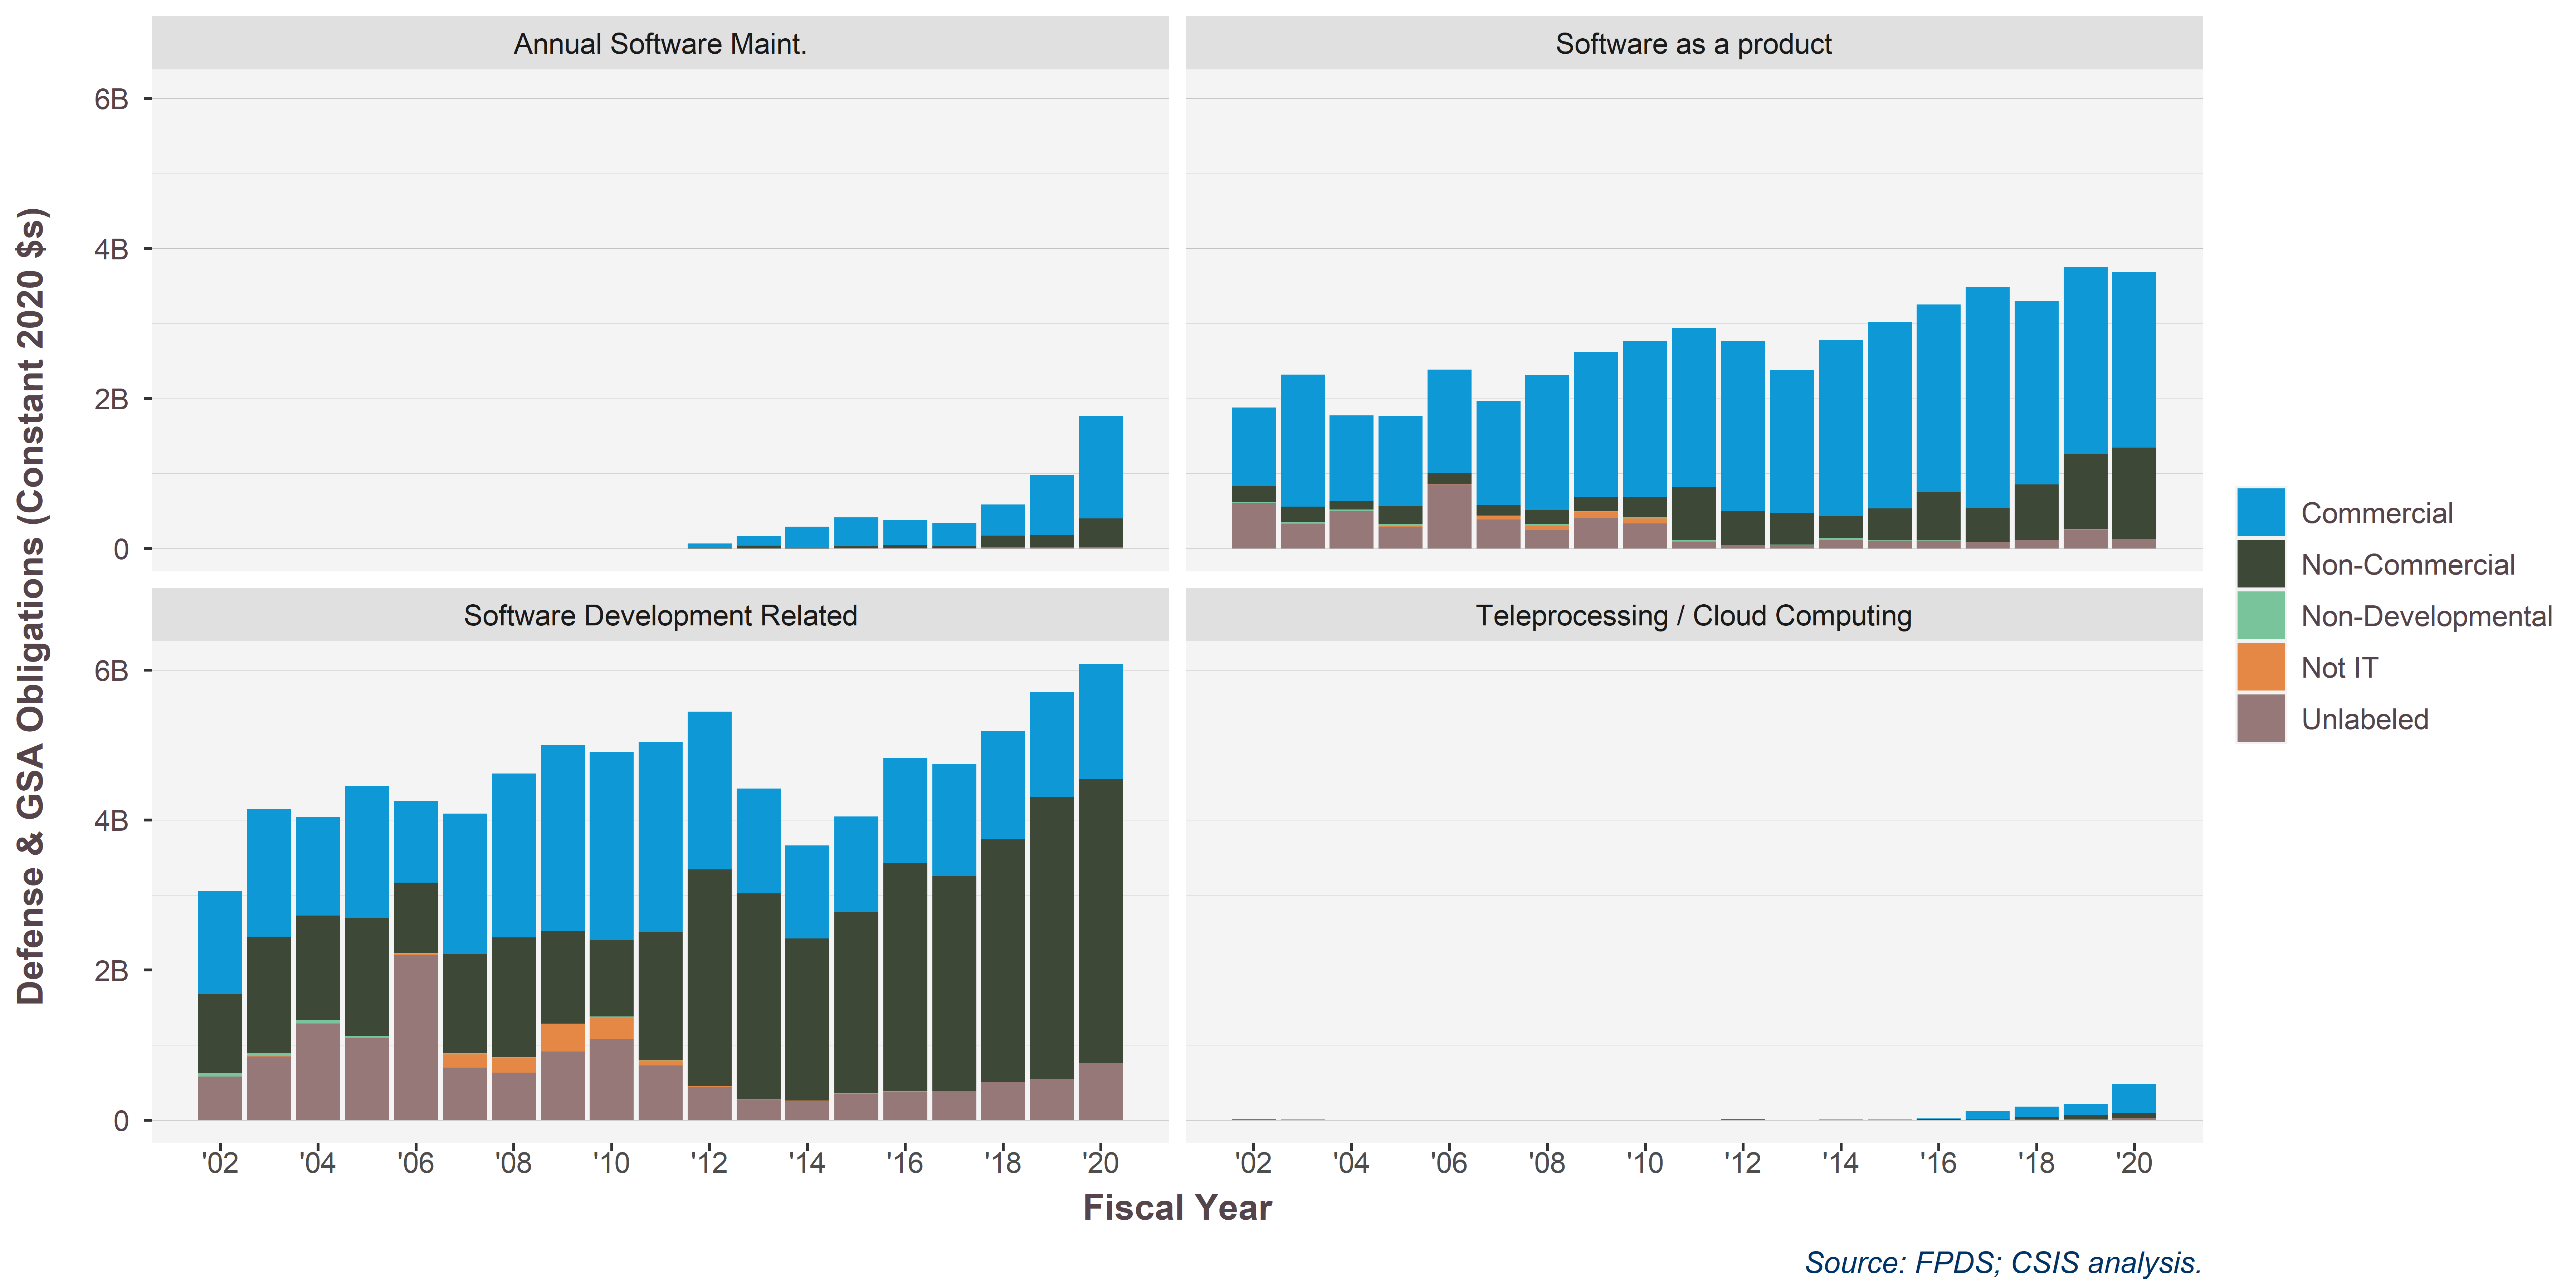 Annual Software Maint.
Software as a product
6B
4B
2B
0
Software Development Related
Teleprocessing / Cloud Computing
6B
4B
2B
0
'02 '04 '06 '08 '10 '12 '14 '16 '18 '20
'02 '04 '06 '08 '10 '12 '14 '16 '18 '20
Defense & GSA Obligations (Constant 2020 $s)
Fiscal Year
Commercial
Non-Commercial
Non-Developmental
Not IT
Unlabeled
Source: FPDS; CSIS analysis.